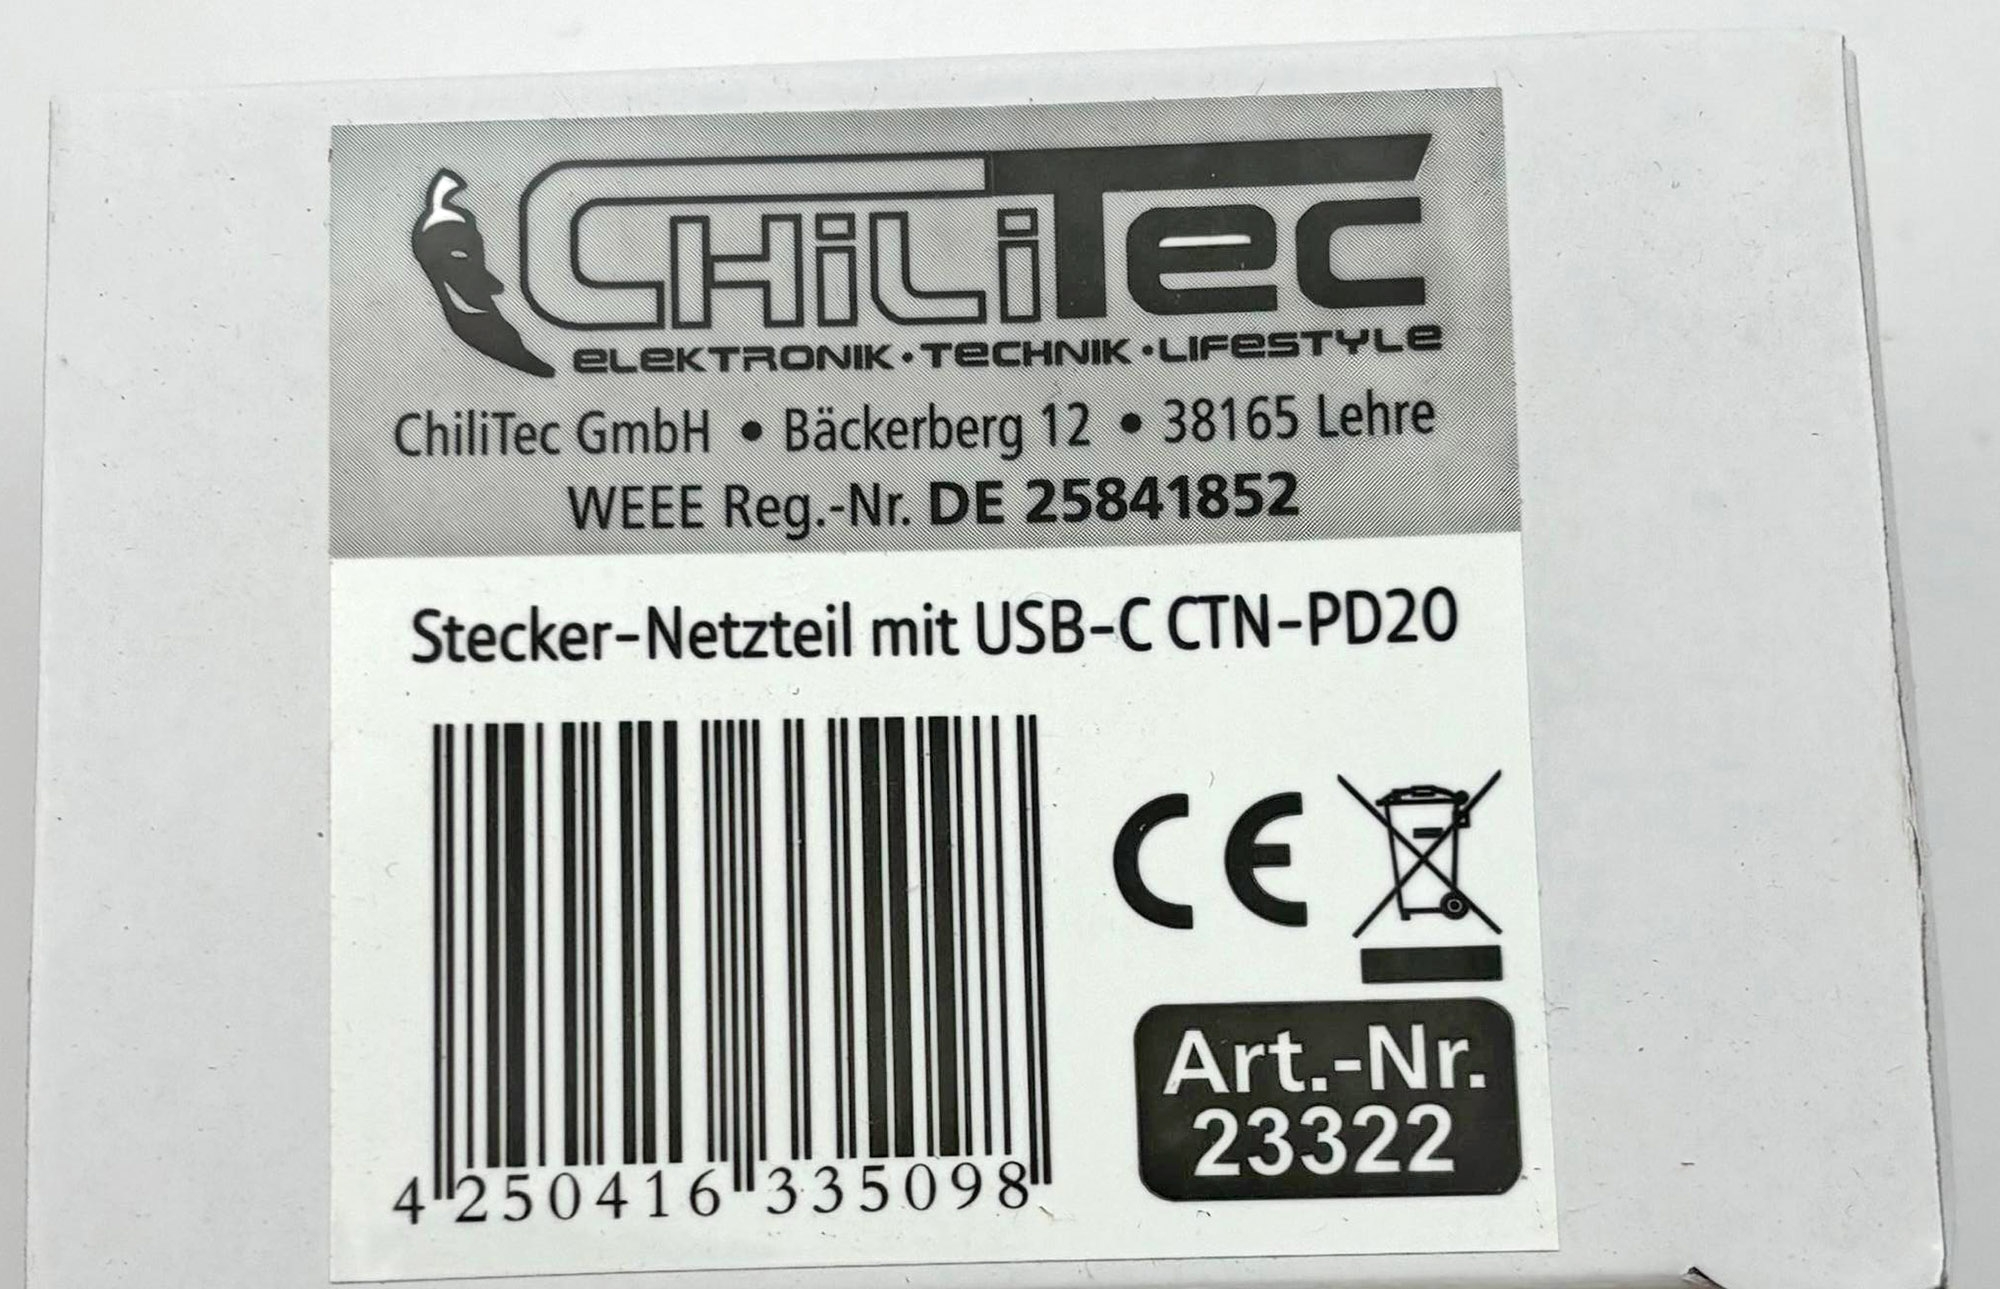 CHiLiTec
ELEKTRONIK • TECHNIK • LIFESTYLE
ChiliTec GmbH • Bäckerberg 12 • 38165 Lehre
WEEE Reg.-Nr. DE 25841852
Stecker-Netzteil mit USB-C CTN-PD20
CE
Art.-Nr.
23322
4 250416 335098